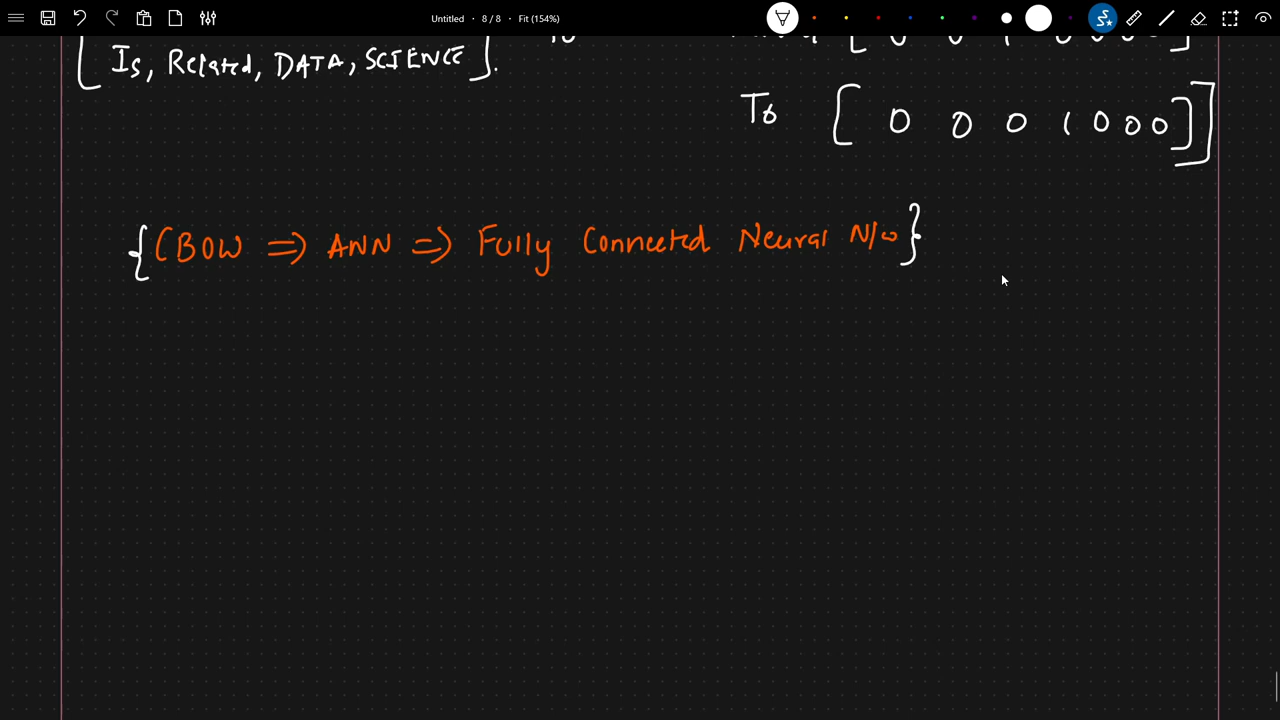 Untitled • 8 / 8 • Fit (154%)
[ Is, Related, DATA, SCIENCE ].
To [ 0 0 0 1 0 0 0 ] ]
{ CBOW => ANN => Fully Connected Neural N/w }